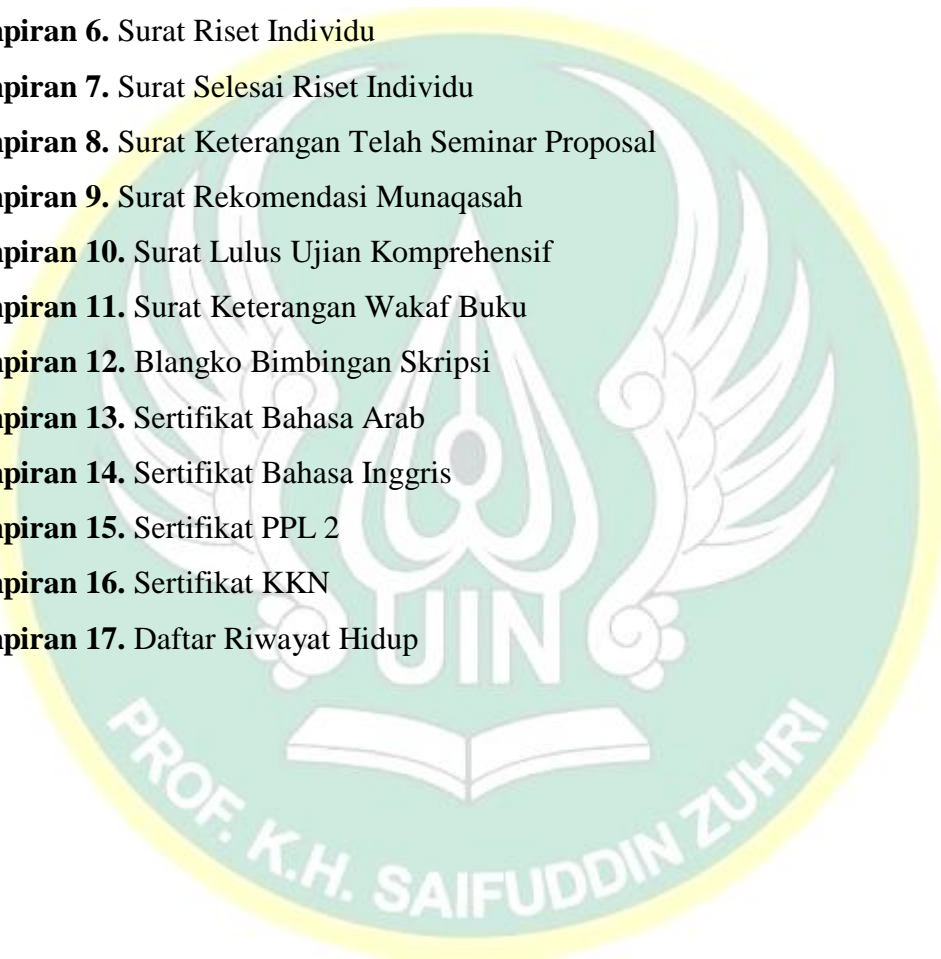 piran 6. Surat Riset Individu
piran 7. Surat Selesai Riset Individu
piran 8. Surat Keterangan Telah Seminar Proposal
piran 9. Surat Rekomendasi Munaqasah
piran 10. Surat Lulus Ujian Komprehensif
piran 11. Surat Keterangan Wakaf Buku
piran 12. Blangko Bimbingan Skripsi
piran 13. Sertifikat Bahasa Arab
piran 14. Sertifikat Bahasa Inggris
piran 15. Sertifikat PPL 2
piran 16. Sertifikat KKN
piran 17. Daftar Riwayat Hidup
UIN
PROF. K.H. SAIFUDDIN ZUHRI